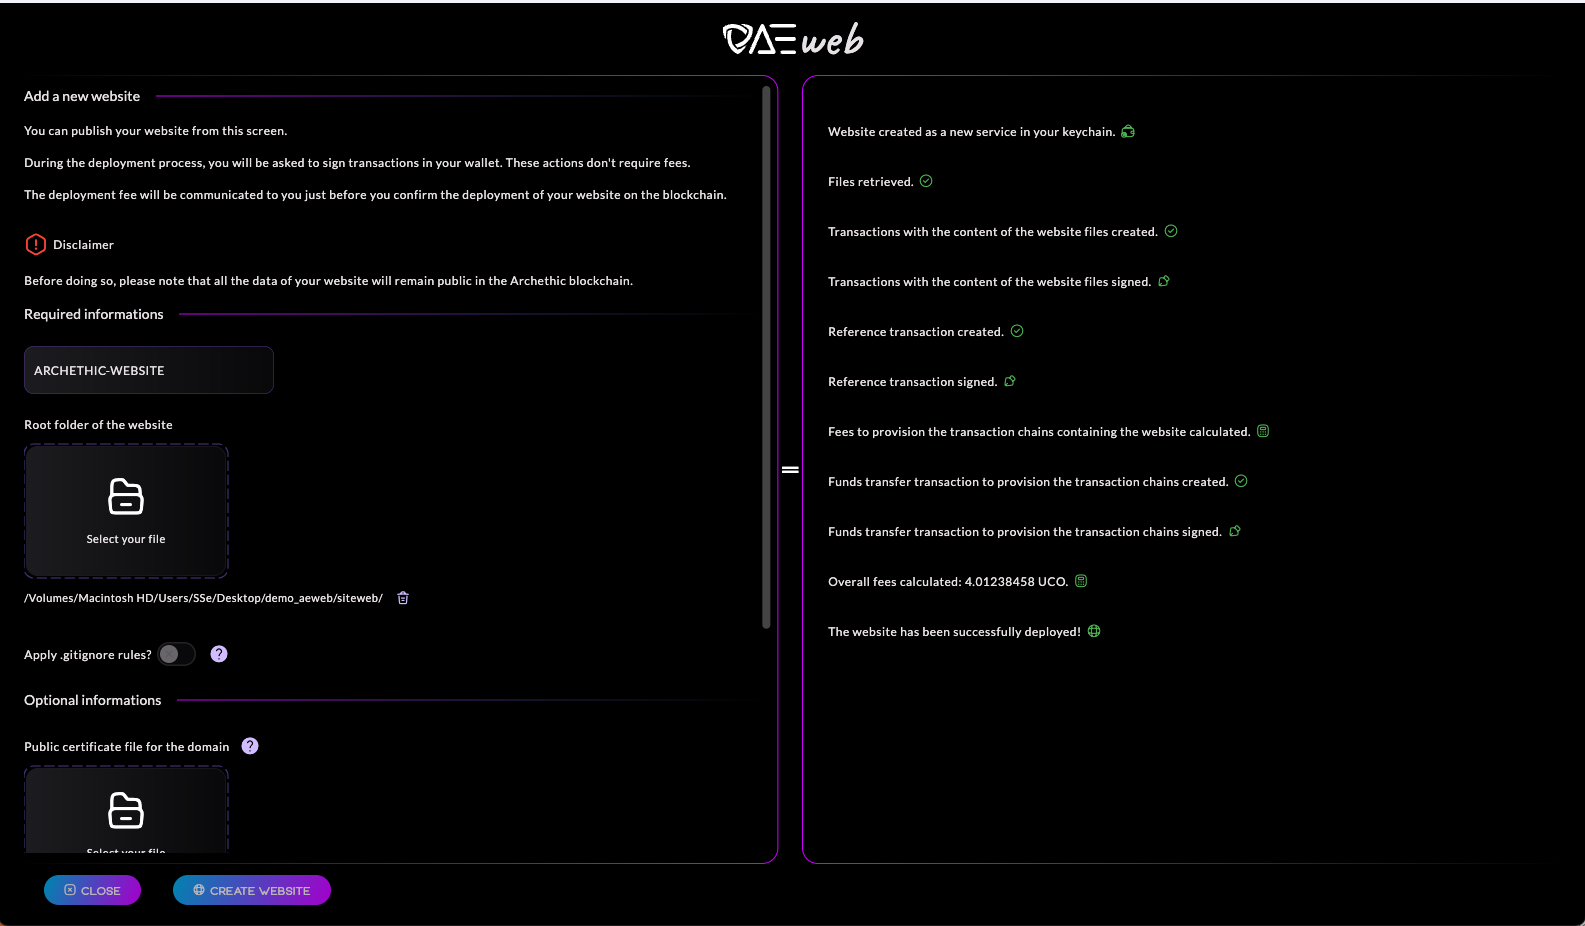 AEweb
Add a new website
You can publish your website from this screen.
During the deployment process, you will be asked to sign transactions in your wallet. These actions don't require fees.
The deployment fee will be communicated to you just before you confirm the deployment of your website on the blockchain.
Disclaimer
Before doing so, please note that all the data of your website will remain public in the Archethic blockchain.
Required informations
ARCHETHIC-WEBSITE
Root folder of the website
Select your file
/Volumes/Macintosh HD/Users/SSe/Desktop/demo_aeweb/siteweb/
Apply .gitignore rules?
?
Optional informations
Public certificate file for the domain
?
Select your file
CLOSE
CREATE WEBSITE
Website created as a new service in your keychain.
Files retrieved.
Transactions with the content of the website files created.
Transactions with the content of the website files signed.
Reference transaction created.
Reference transaction signed.
Fees to provision the transaction chains containing the website calculated.
Funds transfer transaction to provision the transaction chains created.
Funds transfer transaction to provision the transaction chains signed.
Overall fees calculated: 4.01238458 UCO.
The website has been successfully deployed!